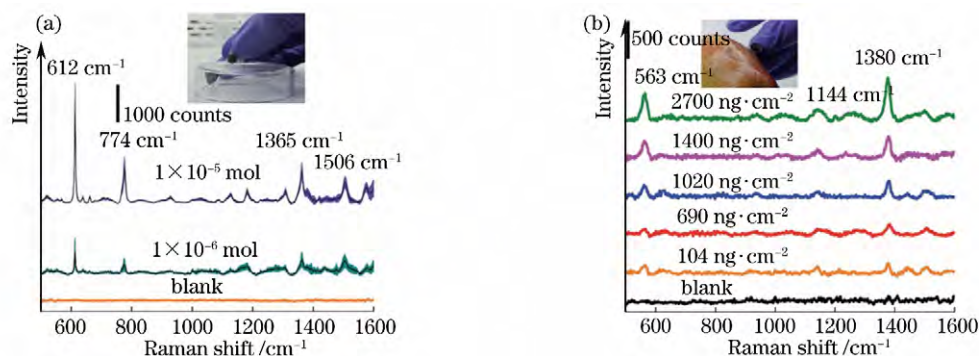 (a)
Intensity
612 cm⁻¹
1000 counts
774 cm⁻¹
1365 cm⁻¹
1506 cm⁻¹
1×10⁻⁵ mol
1×10⁻⁶ mol
blank
600 800 1000 1200 1400 1600
Raman shift /cm⁻¹
(b)
Intensity
500 counts
563 cm⁻¹
1380 cm⁻¹
2700 ng·cm⁻²
1144 cm⁻¹
1400 ng·cm⁻²
1020 ng·cm⁻²
690 ng·cm⁻²
104 ng·cm⁻²
blank
600 800 1000 1200 1400 1600
Raman shift /cm⁻¹